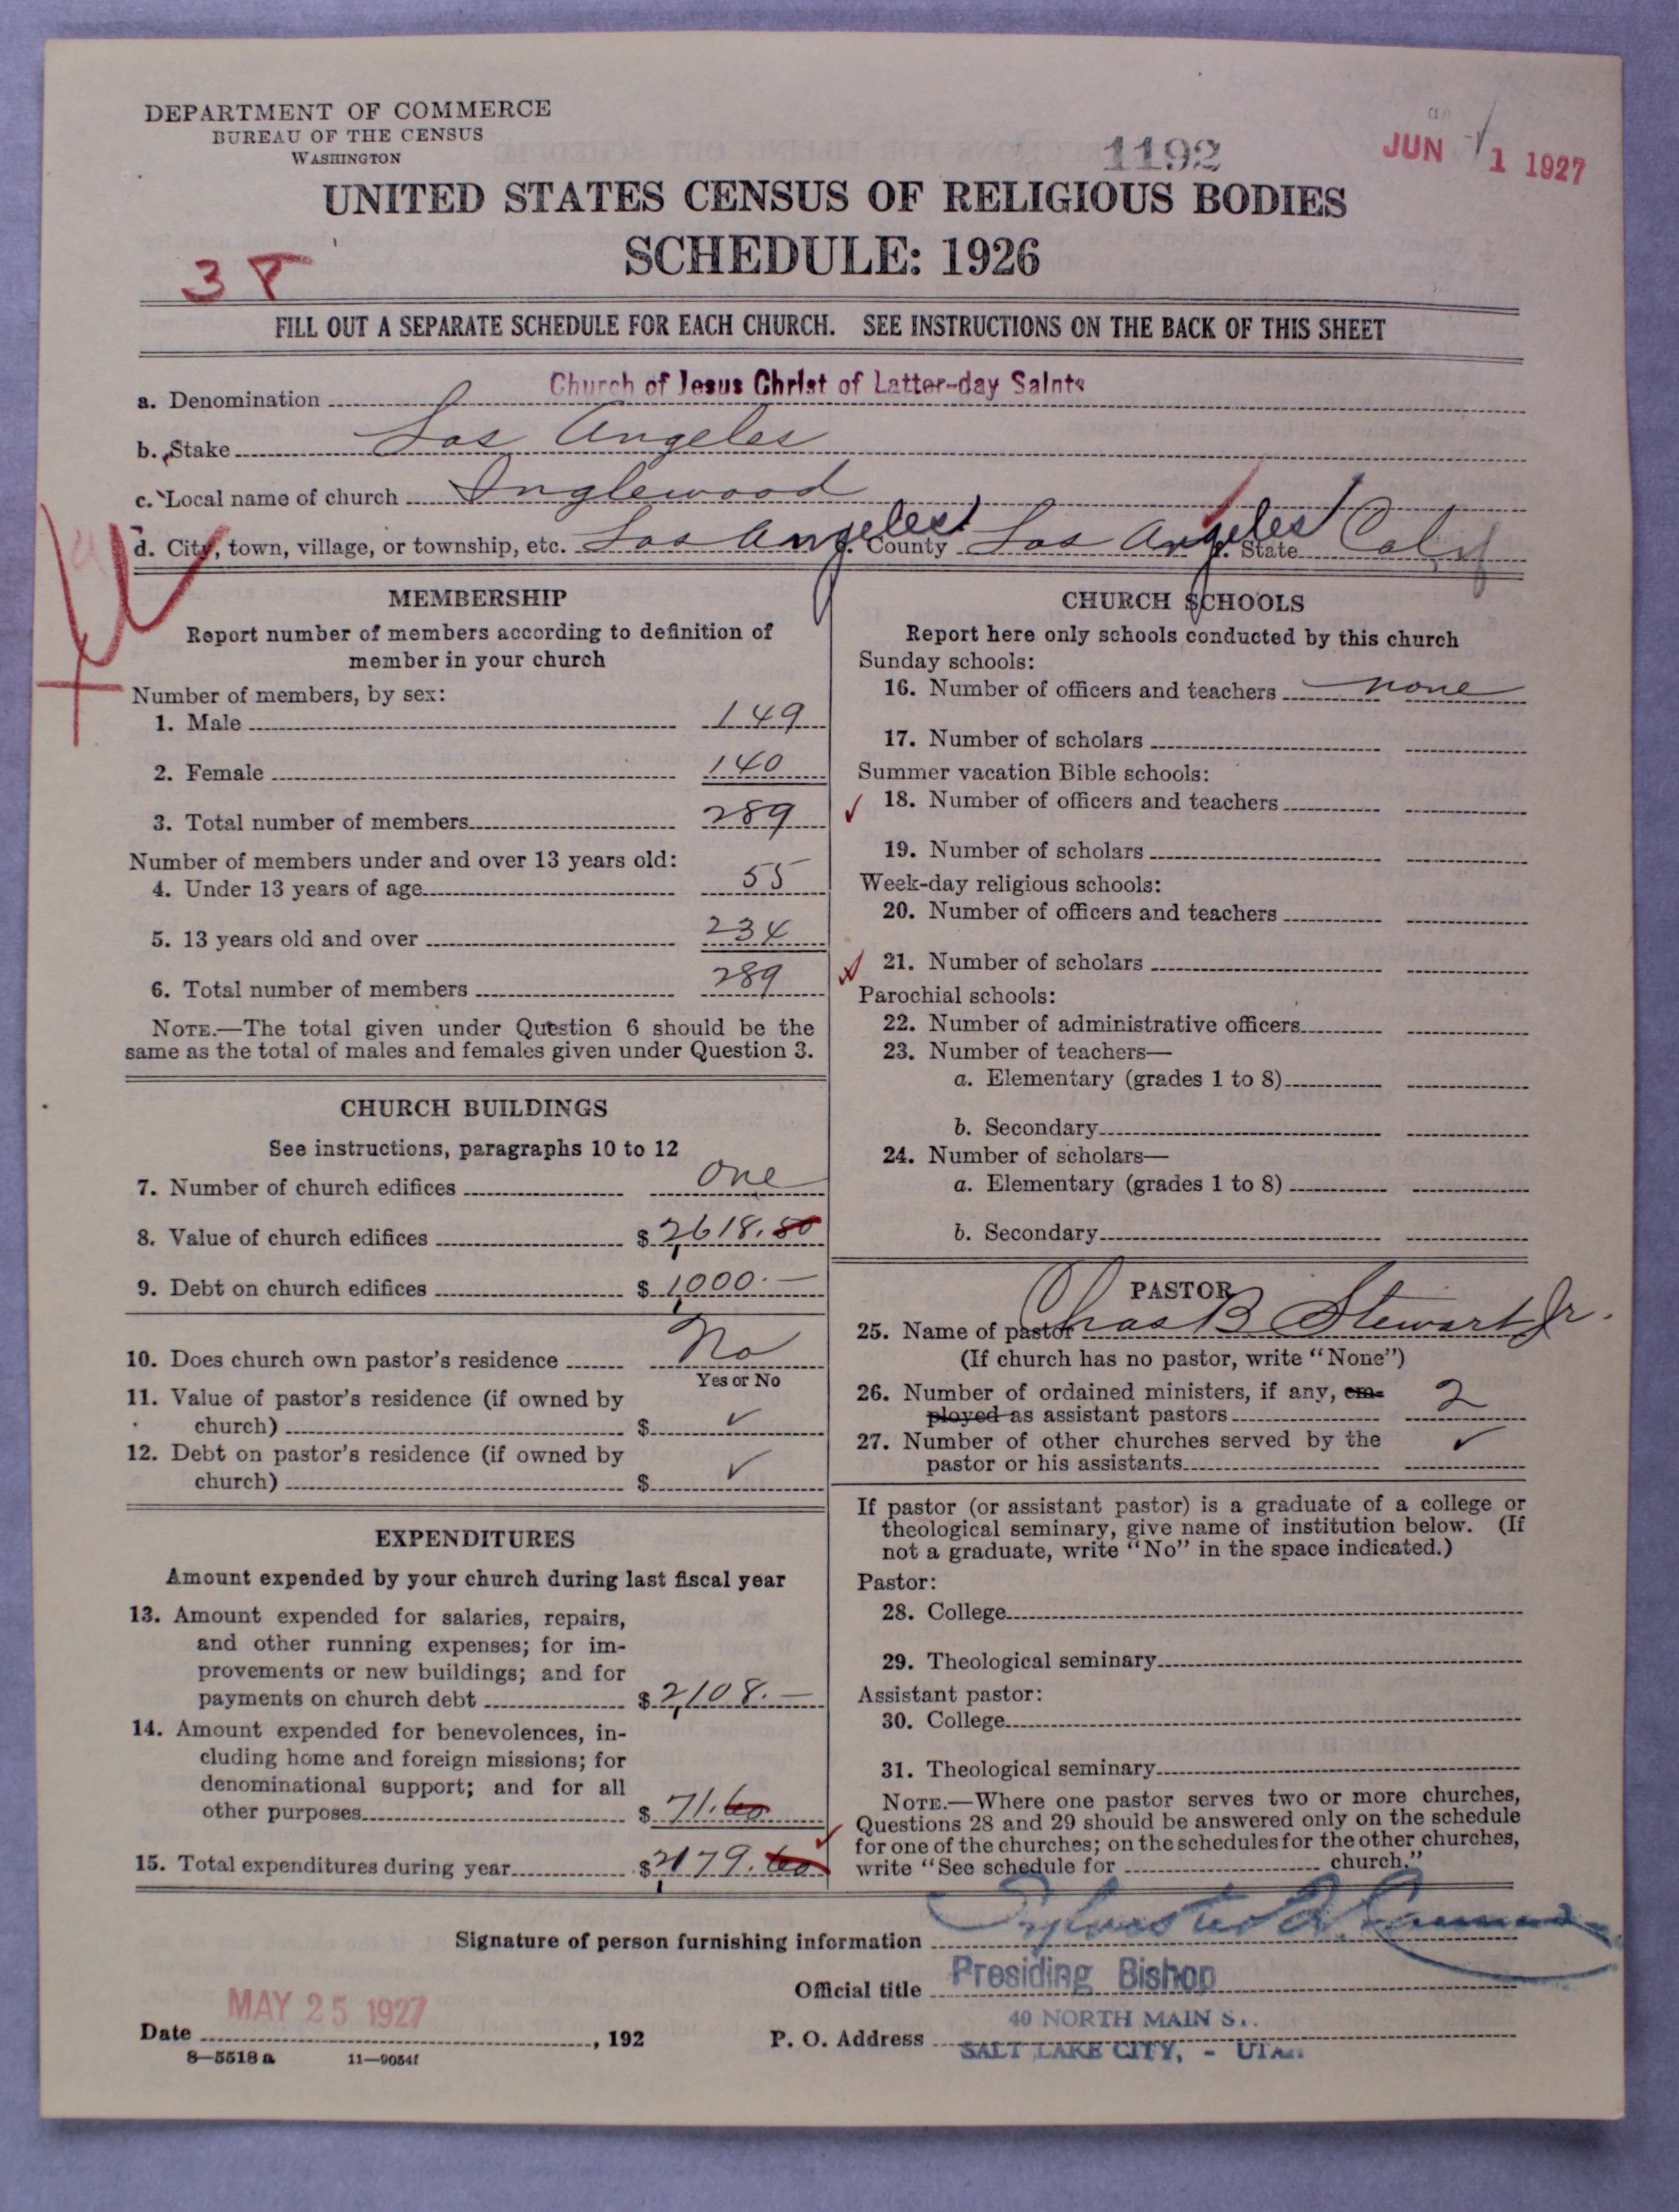 DEPARTMENT OF COMMERCE
BUREAU OF THE CENSUS
WASHINGTON
1192
JUN 1 1927
UNITED STATES CENSUS OF RELIGIOUS BODIES
SCHEDULE: 1926
3 P
FILL OUT A SEPARATE SCHEDULE FOR EACH CHURCH. SEE INSTRUCTIONS ON THE BACK OF THIS SHEET
a. Denomination Church of Jesus Christ of Latter-day Saints
b. Stake Los Angeles
c. Local name of church Inglewood
d. City, town, village, or township, etc. Los Angeles County Los Angeles State Calif
MEMBERSHIP
Report number of members according to definition of
member in your church
Number of members, by sex:
1. Male 149
2. Female 140
3. Total number of members 289
Number of members under and over 13 years old:
4. Under 13 years of age 55
5. 13 years old and over 234
6. Total number of members 289
NOTE.—The total given under Question 6 should be the
same as the total of males and females given under Question 3.
CHURCH BUILDINGS
See instructions, paragraphs 10 to 12
7. Number of church edifices one
8. Value of church edifices $ 2,618.50
9. Debt on church edifices $ 1,000.—
10. Does church own pastor's residence No
Yes or No
11. Value of pastor's residence (if owned by
church) $ ✓
12. Debt on pastor's residence (if owned by
church) $ ✓
EXPENDITURES
Amount expended by your church during last fiscal year
13. Amount expended for salaries, repairs,
and other running expenses; for im-
provements or new buildings; and for
payments on church debt $ 2,108.—
14. Amount expended for benevolences, in-
cluding home and foreign missions; for
denominational support; and for all
other purposes $ 71.60
15. Total expenditures during year $ 2,179.60
CHURCH SCHOOLS
Report here only schools conducted by this church
Sunday schools:
16. Number of officers and teachers none
17. Number of scholars
Summer vacation Bible schools:
18. Number of officers and teachers
19. Number of scholars
Week-day religious schools:
20. Number of officers and teachers
21. Number of scholars
Parochial schools:
22. Number of administrative officers
23. Number of teachers—
a. Elementary (grades 1 to 8)
b. Secondary
24. Number of scholars—
a. Elementary (grades 1 to 8)
b. Secondary
PASTOR
25. Name of pastor Chas B Stewart Jr.
(If church has no pastor, write "None")
26. Number of ordained ministers, if any, em-
ployed as assistant pastors 2
27. Number of other churches served by the
pastor or his assistants ✓
If pastor (or assistant pastor) is a graduate of a college or
theological seminary, give name of institution below. (If
not a graduate, write "No" in the space indicated.)
Pastor:
28. College
29. Theological seminary
Assistant pastor:
30. College
31. Theological seminary
NOTE.—Where one pastor serves two or more churches,
Questions 28 and 29 should be answered only on the schedule
for one of the churches; on the schedules for the other churches,
write "See schedule for church."
Signature of person furnishing information Sylvester Q. Cannon
Official title Presiding Bishop
Date MAY 25 1927, 192
P. O. Address 40 NORTH MAIN ST.
SALT LAKE CITY, - UTAH
8—5518 a 11—9054f